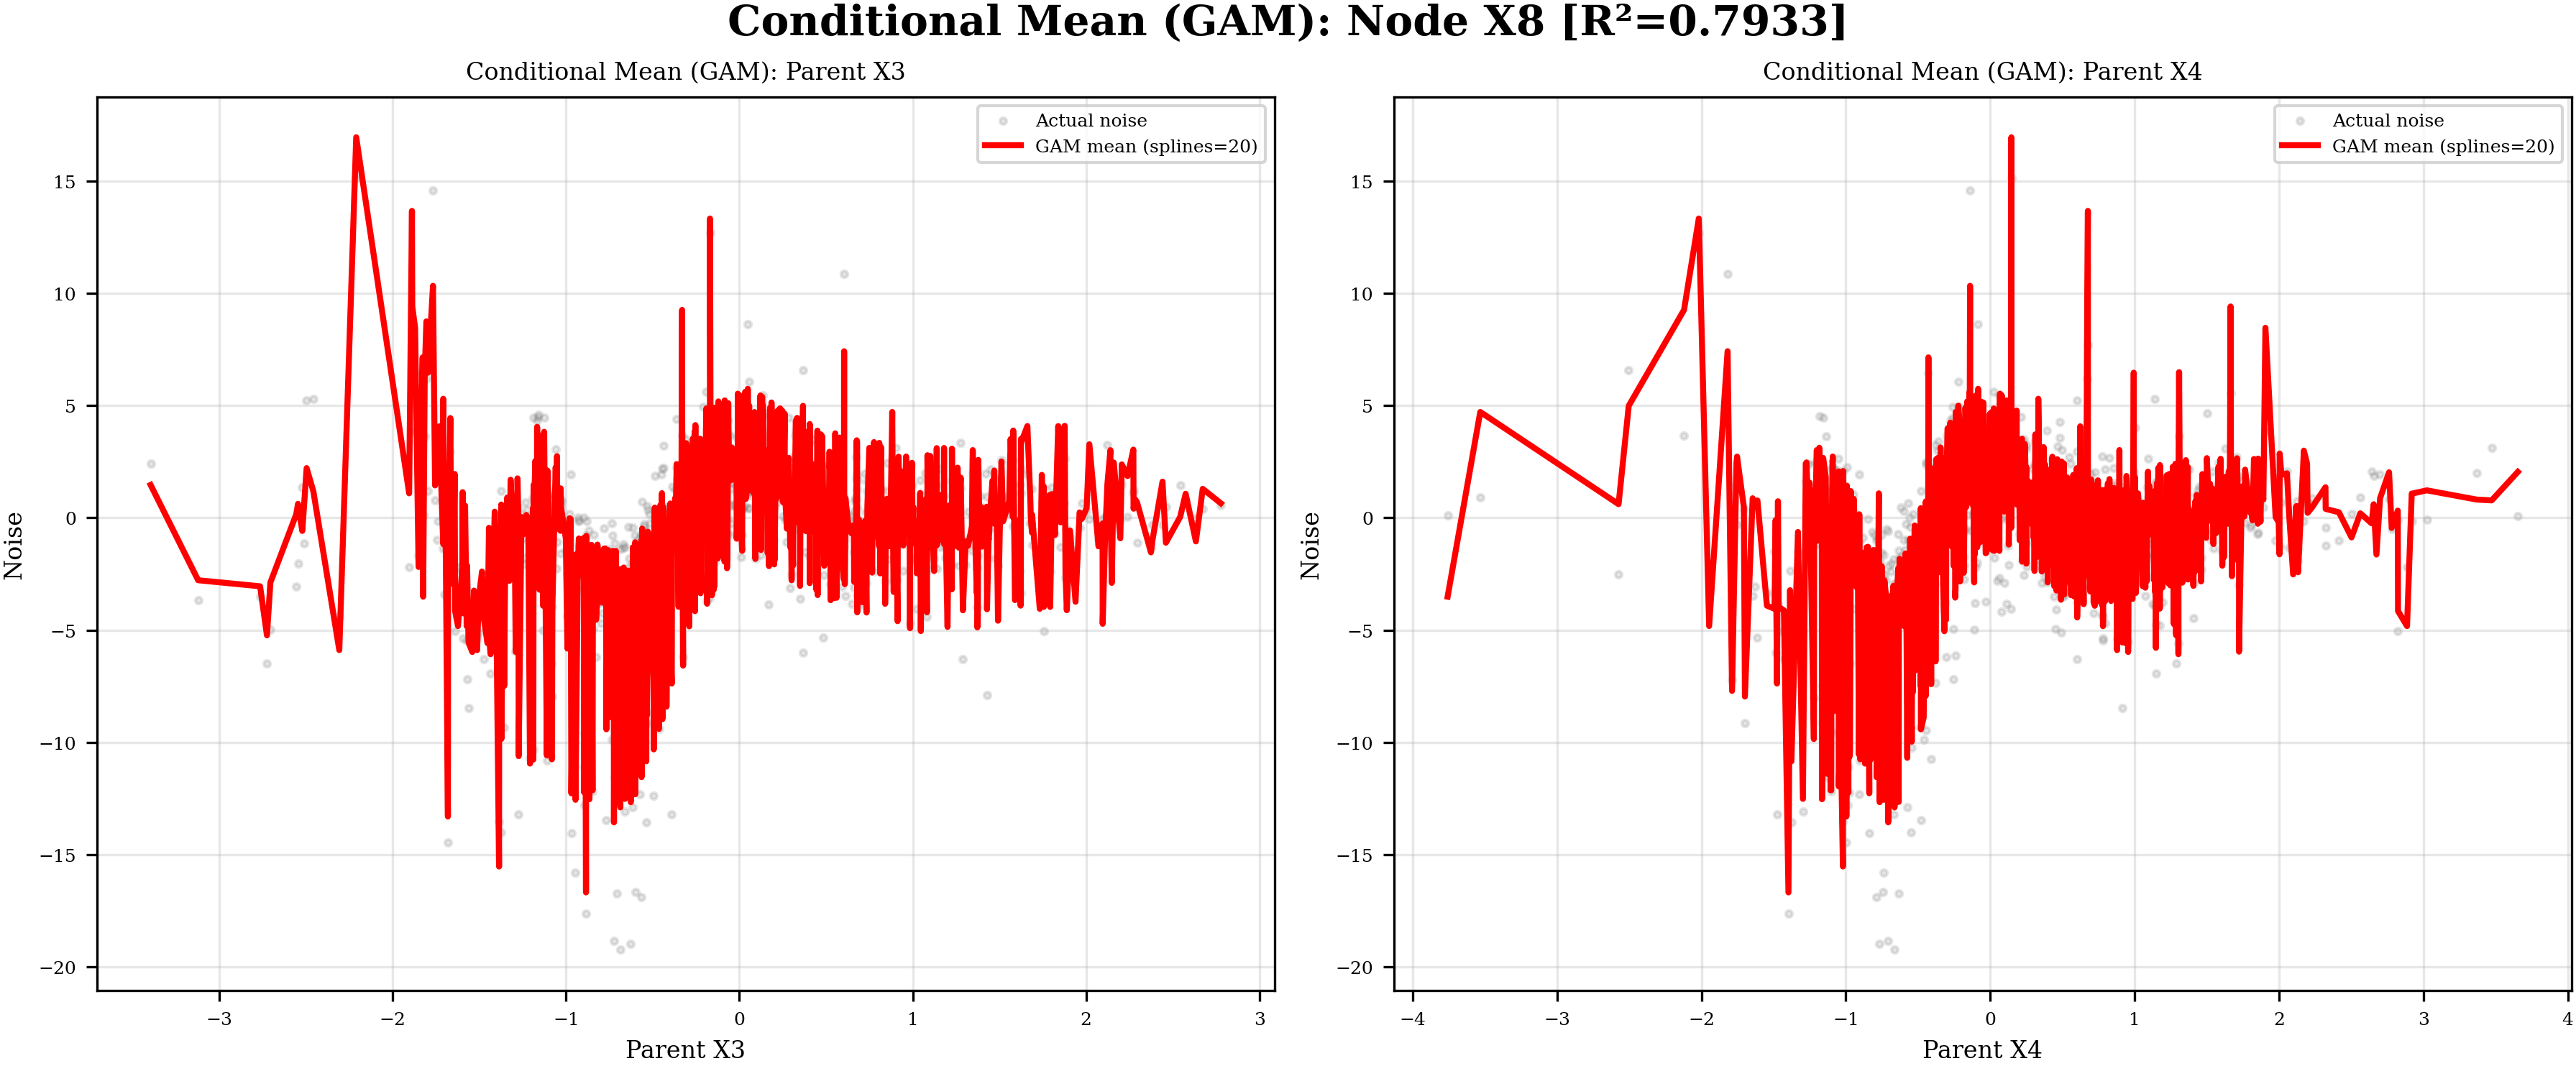 Conditional Mean (GAM): Node X8 [R²=0.7933]
Conditional Mean (GAM): Parent X3
Actual noise
GAM mean (splines=20)
15
10
5
0
−5
−10
−15
−20
Noise
−3
−2
−1
0
1
2
3
Parent X3
Conditional Mean (GAM): Parent X4
Actual noise
GAM mean (splines=20)
15
10
5
0
−5
−10
−15
−20
Noise
−4
−3
−2
−1
0
1
2
3
4
Parent X4